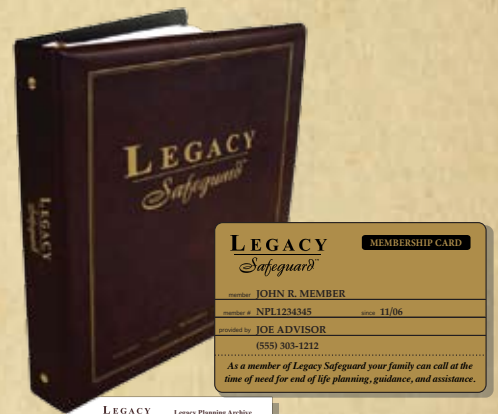 LEGACY
Safeguard
LEGACY
Safeguard
LEGACY
Safeguard™
MEMBERSHIP CARD
member JOHN R. MEMBER
member # NPL1234345 since 11/06
provided by JOE ADVISOR
(555) 303-1212
As a member of Legacy Safeguard your family can call at the
time of need for end of life planning, guidance, and assistance.
LEGACY Legacy Planning Archive